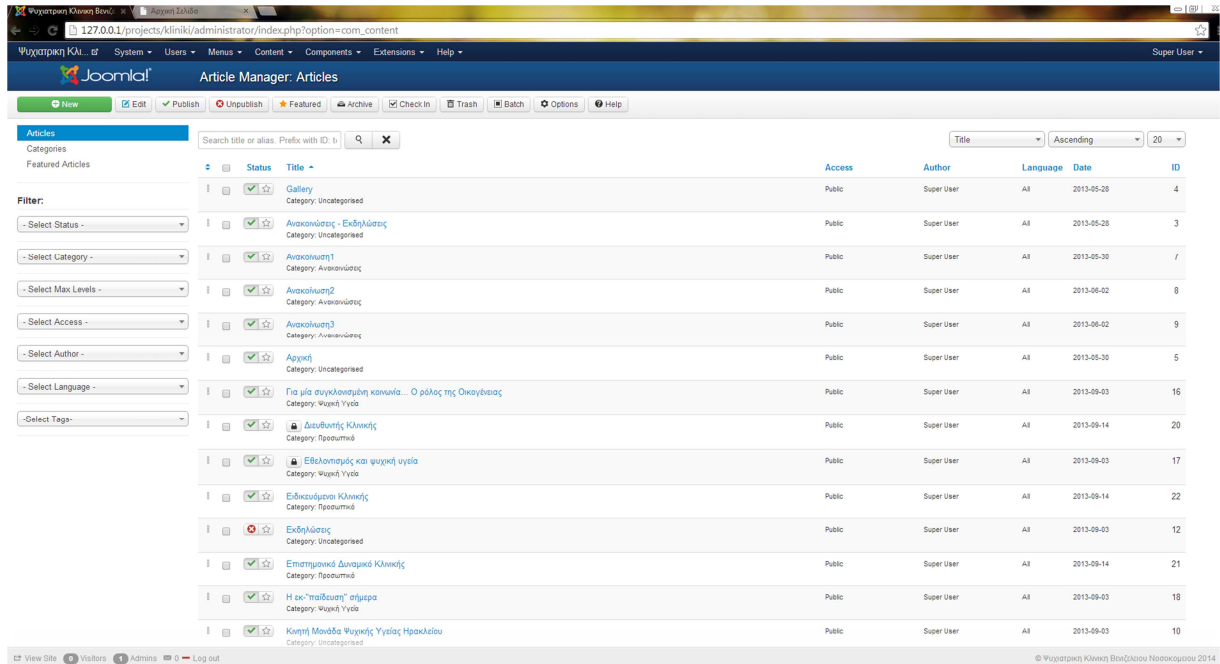 Ψυχιατρικη Κλινικη Βενιζ
Αρχική Σελίδα
127.0.0.1/projects/kliniki/administrator/index.php?option=com_content
Ψυχιατρικη Κλι... System Users Menus Content Components Extensions Help Super User
Joomla!® Article Manager: Articles
New Edit Publish Unpublish Featured Archive Check In Trash Batch Options Help
Articles
Categories
Featured Articles
Filter:
- Select Status -
- Select Category -
- Select Max Levels -
- Select Access -
- Select Author -
- Select Language -
-Select Tags-
Search title or alias. Prefix with ID: Title Ascending 20
Status Title Access Author Language Date ID
Gallery Public Super User All 2013-05-28 4
Category: Uncategorised
Ανακοινώσεις - Εκδηλώσεις Public Super User All 2013-05-28 3
Category: Uncategorised
Ανακοινωση1 Public Super User All 2013-05-30 7
Category: Ανακοινώσεις
Ανακοίνωση2 Public Super User All 2013-06-02 8
Category: Ανακοινώσεις
Ανακοίνωση3 Public Super User All 2013-06-02 9
Category: Ανακοινώσεις
Αρχική Public Super User All 2013-05-30 5
Category: Uncategorised
Για μία συγκλονισμένη κοινωνία... Ο ρόλος της Οικογένειας Public Super User All 2013-09-03 16
Category: Ψυχική Υγεία
Διευθυντής Κλινικής Public Super User All 2013-09-14 20
Category: Προσωπικό
Εθελοντισμός και ψυχική υγεία Public Super User All 2013-09-03 17
Category: Ψυχική Υγεία
Ειδικευόμενοι Κλινικής Public Super User All 2013-09-14 22
Category: Προσωπικό
Εκδηλώσεις Public Super User All 2013-09-03 12
Category: Uncategorised
Επιστημονικό Δυναμικό Κλινικής Public Super User All 2013-09-14 21
Category: Προσωπικό
Η εκ-"παίδευση" σήμερα Public Super User All 2013-09-03 18
Category: Ψυχική Υγεία
Κινητή Μονάδα Ψυχικής Υγείας Ηρακλείου Public Super User All 2013-09-03 10
Category: Uncategorised
View Site 0 Visitors 1 Admins 0 Log out © Ψυχιατρικη Κλινικη Βενιζελειου Νοσοκομειου 2014